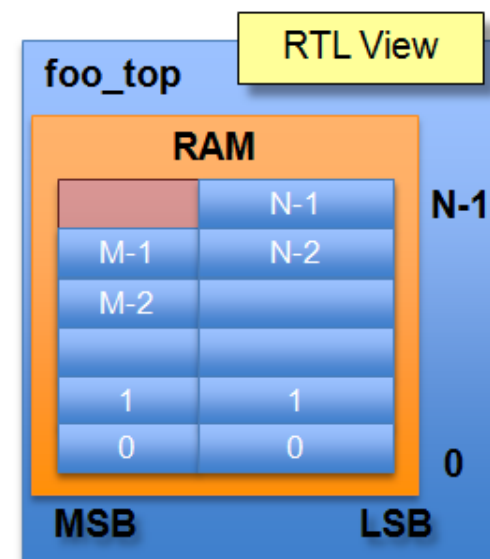 RTL View
foo_top
RAM
N-1 N-1
M-1 N-2
M-2
1 1
0 0
0
MSB LSB